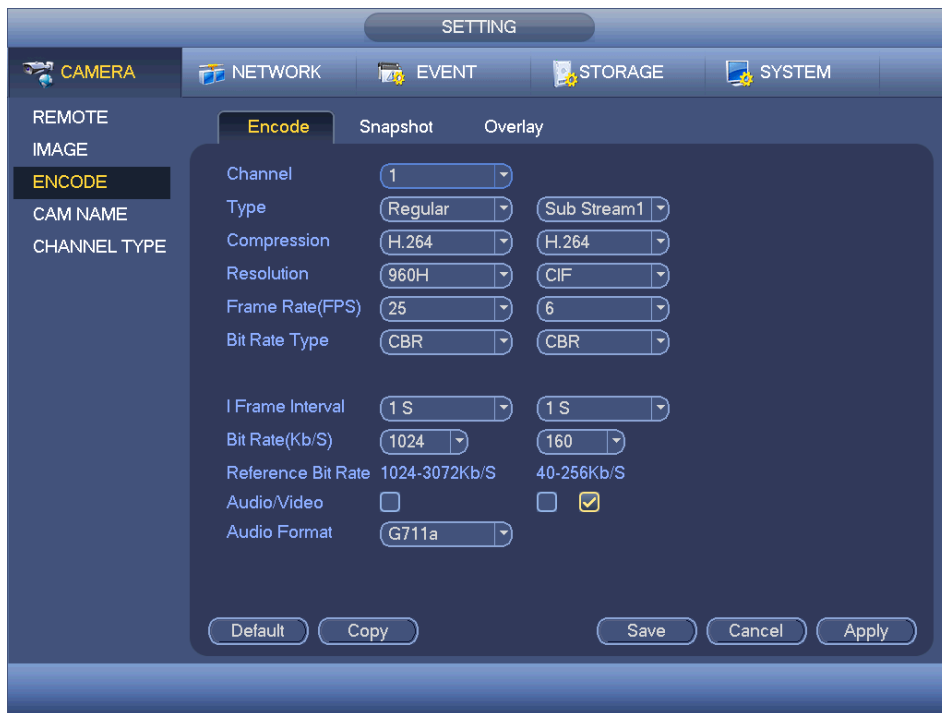 SETTING
CAMERA NETWORK EVENT STORAGE SYSTEM
REMOTE
IMAGE
ENCODE
CAM NAME
CHANNEL TYPE
Encode Snapshot Overlay
Channel 1
Type Regular Sub Stream1
Compression H.264 H.264
Resolution 960H CIF
Frame Rate(FPS) 25 6
Bit Rate Type CBR CBR
I Frame Interval 1 S 1 S
Bit Rate(Kb/S) 1024 160
Reference Bit Rate 1024-3072Kb/S 40-256Kb/S
Audio/Video
Audio Format G711a
Default Copy Save Cancel Apply